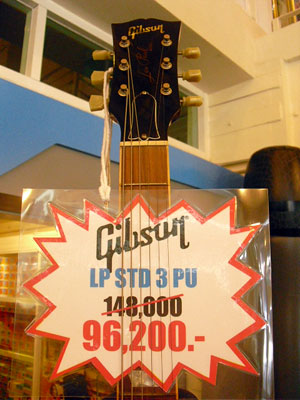 Gibson
Gibson
LP STD 3 PU
148,000
96,200.-